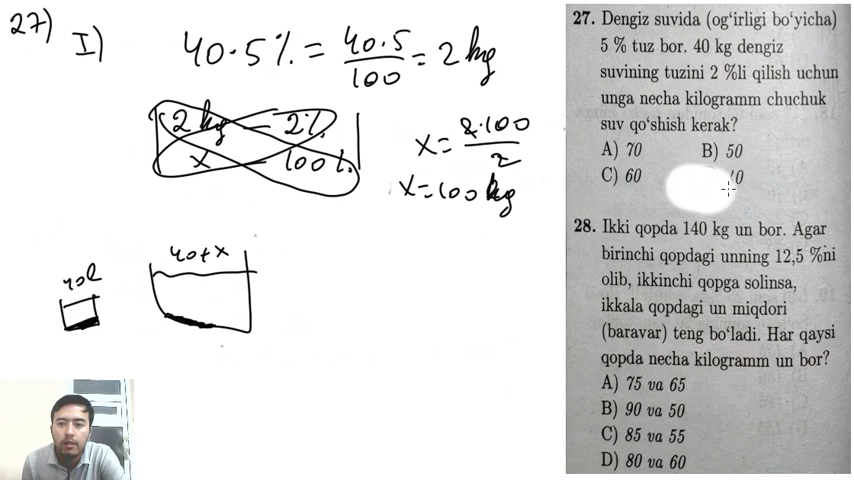 27)
I)
40·5%=40·5/100=2 kg
2 kg — 2%
x — 100%
x=2·100/2
x=100 kg
40l
40+x
27. Dengiz suvida (og‘irligi bo‘yicha)
5 % tuz bor. 40 kg dengiz
suvining tuzini 2 %li qilish uchun
unga necha kilogramm chuchuk
suv qo‘shish kerak?
A) 70 B) 50
C) 60
28. Ikki qopda 140 kg un bor. Agar
birinchi qopdagi unning 12,5 %ni
olib, ikkinchi qopga solinsa,
ikkala qopdagi un miqdori
(baravar) teng bo‘ladi. Har qaysi
qopda necha kilogramm un bor?
A) 75 va 65
B) 90 va 50
C) 85 va 55
D) 80 va 60